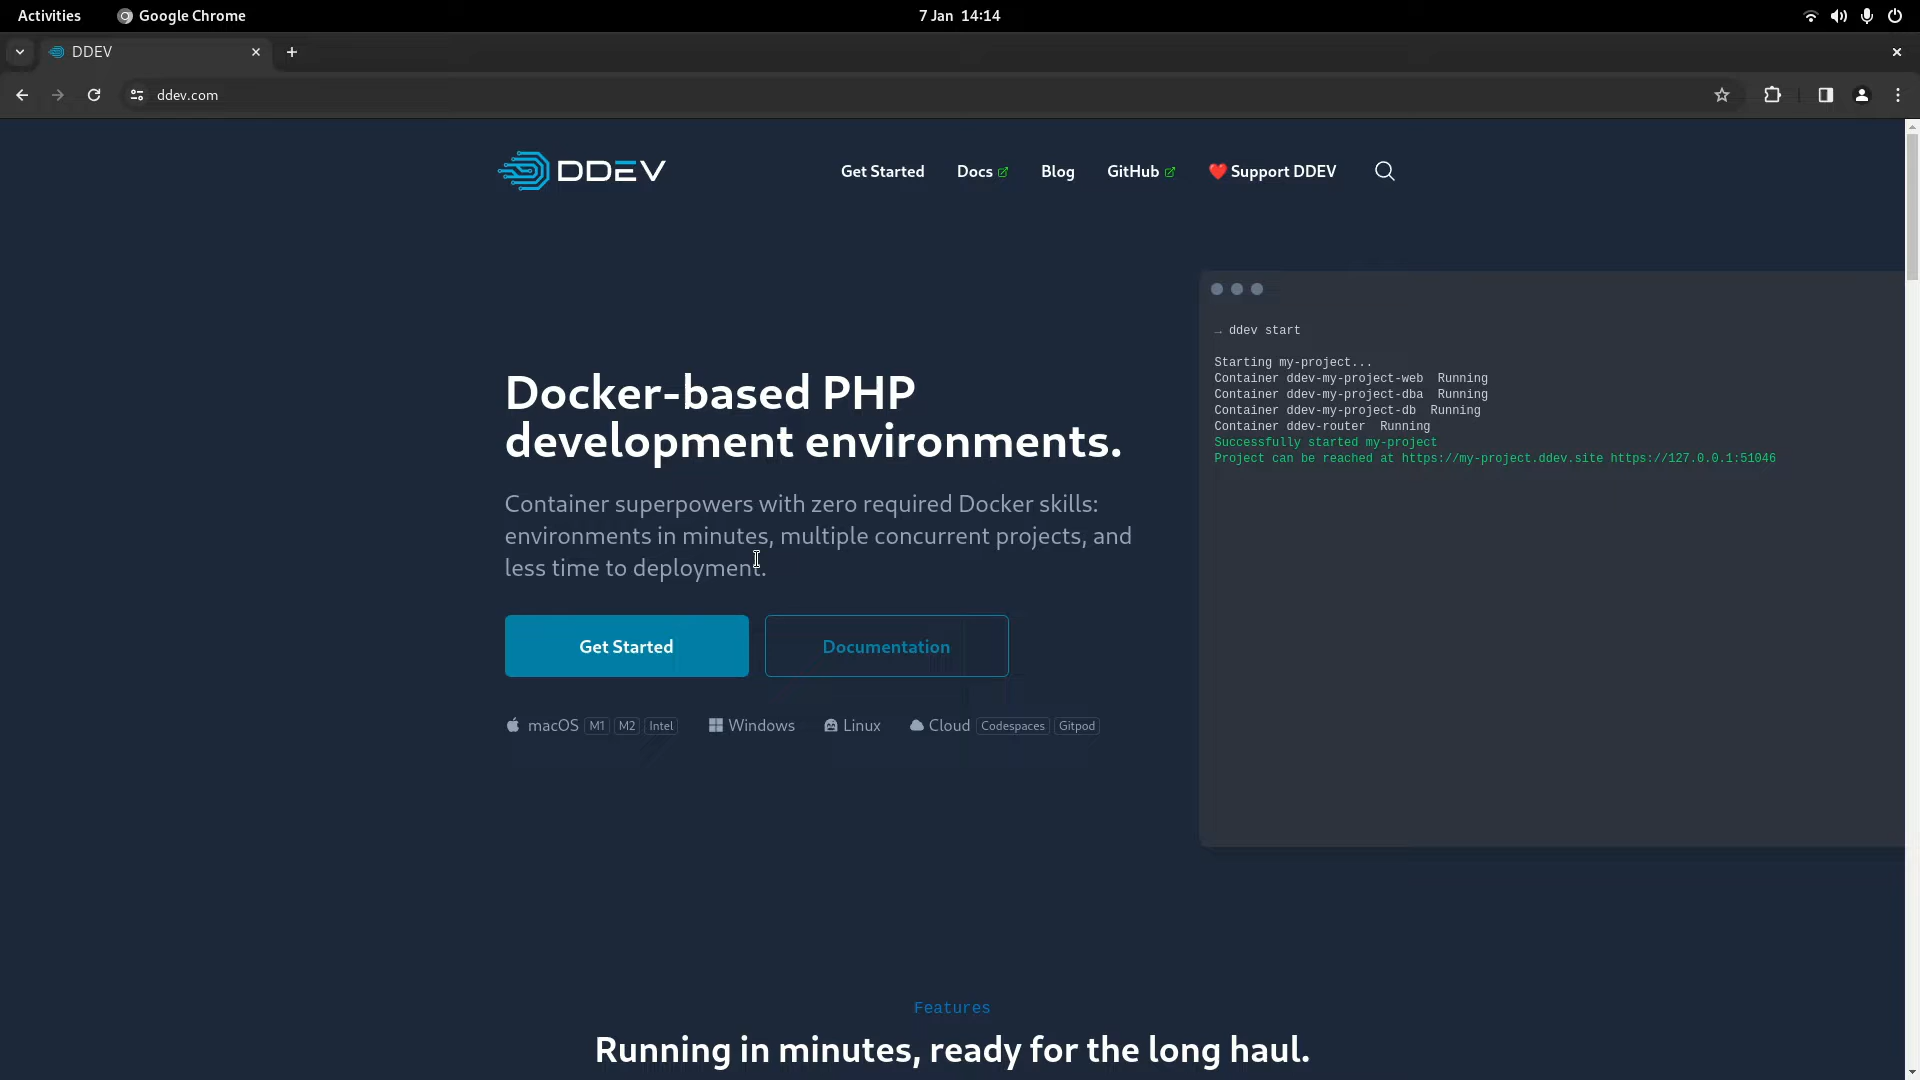 Activities
Google Chrome
7 Jan 14:14
DDEV
ddev.com
DDEV
Get Started
Docs
Blog
GitHub
❤️ Support DDEV
→ ddev start
Starting my-project...
Container ddev-my-project-web Running
Container ddev-my-project-dba Running
Container ddev-my-project-db Running
Container ddev-router Running
Successfully started my-project
Project can be reached at https://my-project.ddev.site https://127.0.0.1:51046
Docker-based PHP
development environments.
Container superpowers with zero required Docker skills:
environments in minutes, multiple concurrent projects, and
less time to deployment.
Get Started
Documentation
macOS M1 M2 Intel
Windows
Linux
Cloud Codespaces Gitpod
Features
Running in minutes, ready for the long haul.